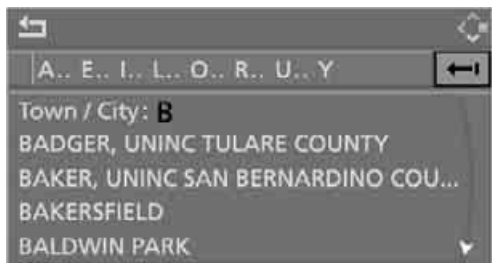 A.. E.. I.. L.. O.. R.. U.. Y
Town / City: B
BADGER, UNINC TULARE COUNTY
BAKER, UNINC SAN BERNARDINO COU...
BAKERSFIELD
BALDWIN PARK